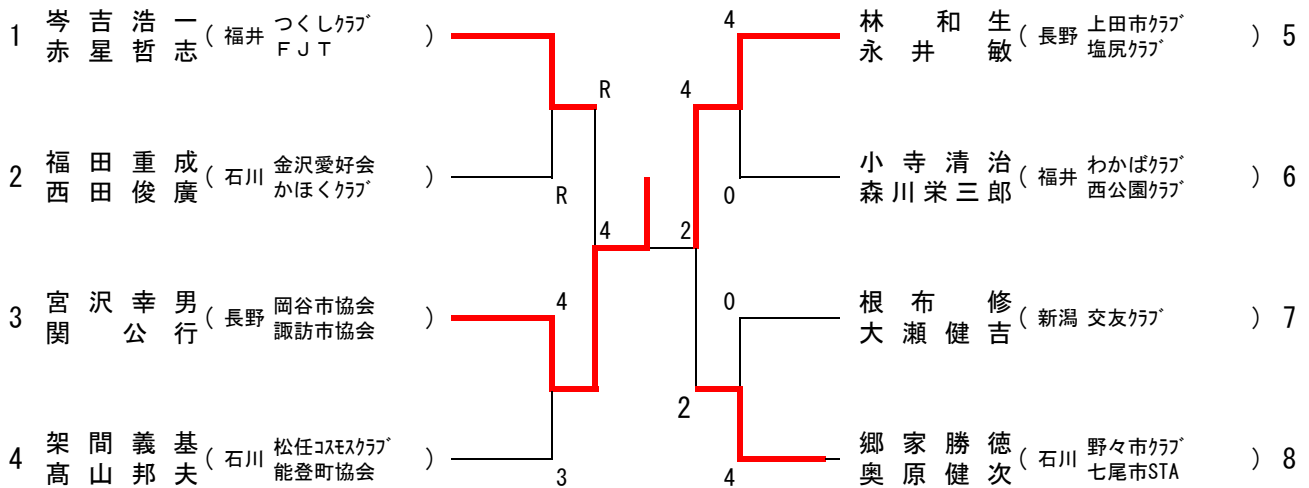 1 岑吉浩一 ( 福井 つくしｸﾗﾌﾞ )
赤星哲志 ＦＪＴ
R
R
2 福田重成 ( 石川 金沢愛好会 )
西田俊廣 かほくｸﾗﾌﾞ
4
3 宮沢幸男 ( 長野 岡谷市協会 )
関公行 諏訪市協会
4
3
4 架間義基 ( 石川 松任ｺｽﾓｽｸﾗﾌﾞ )
髙山邦夫 能登町協会
4
林和生 ( 長野 上田市ｸﾗﾌﾞ ) 5
永井敏 塩尻ｸﾗﾌﾞ
4
0
小寺清治 ( 福井 わかばｸﾗﾌﾞ ) 6
森川栄三郎 西公園ｸﾗﾌﾞ
2
0
根布修 ( 新潟 交友ｸﾗﾌﾞ ) 7
大瀬健吉
2
4
郷家勝徳 ( 石川 野々市ｸﾗﾌﾞ ) 8
奥原健次 七尾市STA